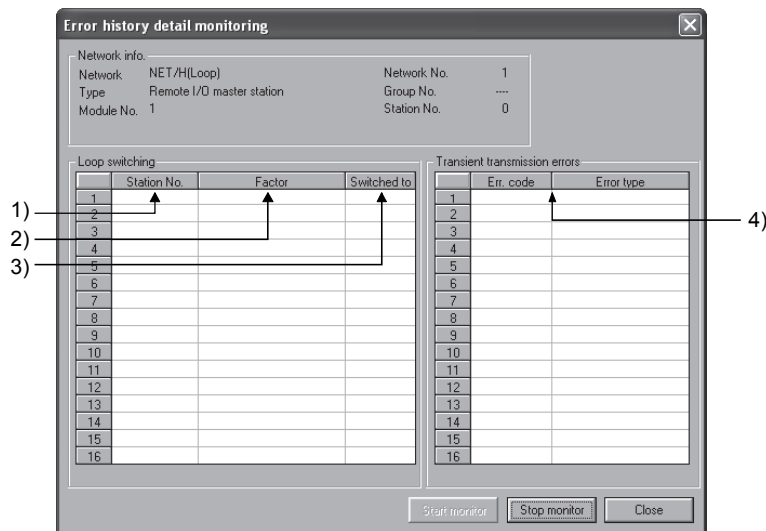 Error history detail monitoring
Network info.
Network NET/H(Loop) Network No. 1
Type Remote I/O master station Group No. ----
Module No. 1 Station No. 0
Loop switching Transient transmission errors
Station No. Factor Switched to Err. code Error type
1 1
1) 2 2 4)
2) 3 3
4 4
3) 5 5
6 6
7 7
8 8
9 9
10 10
11 11
12 12
13 13
14 14
15 15
16 16
Start monitor Stop monitor Close